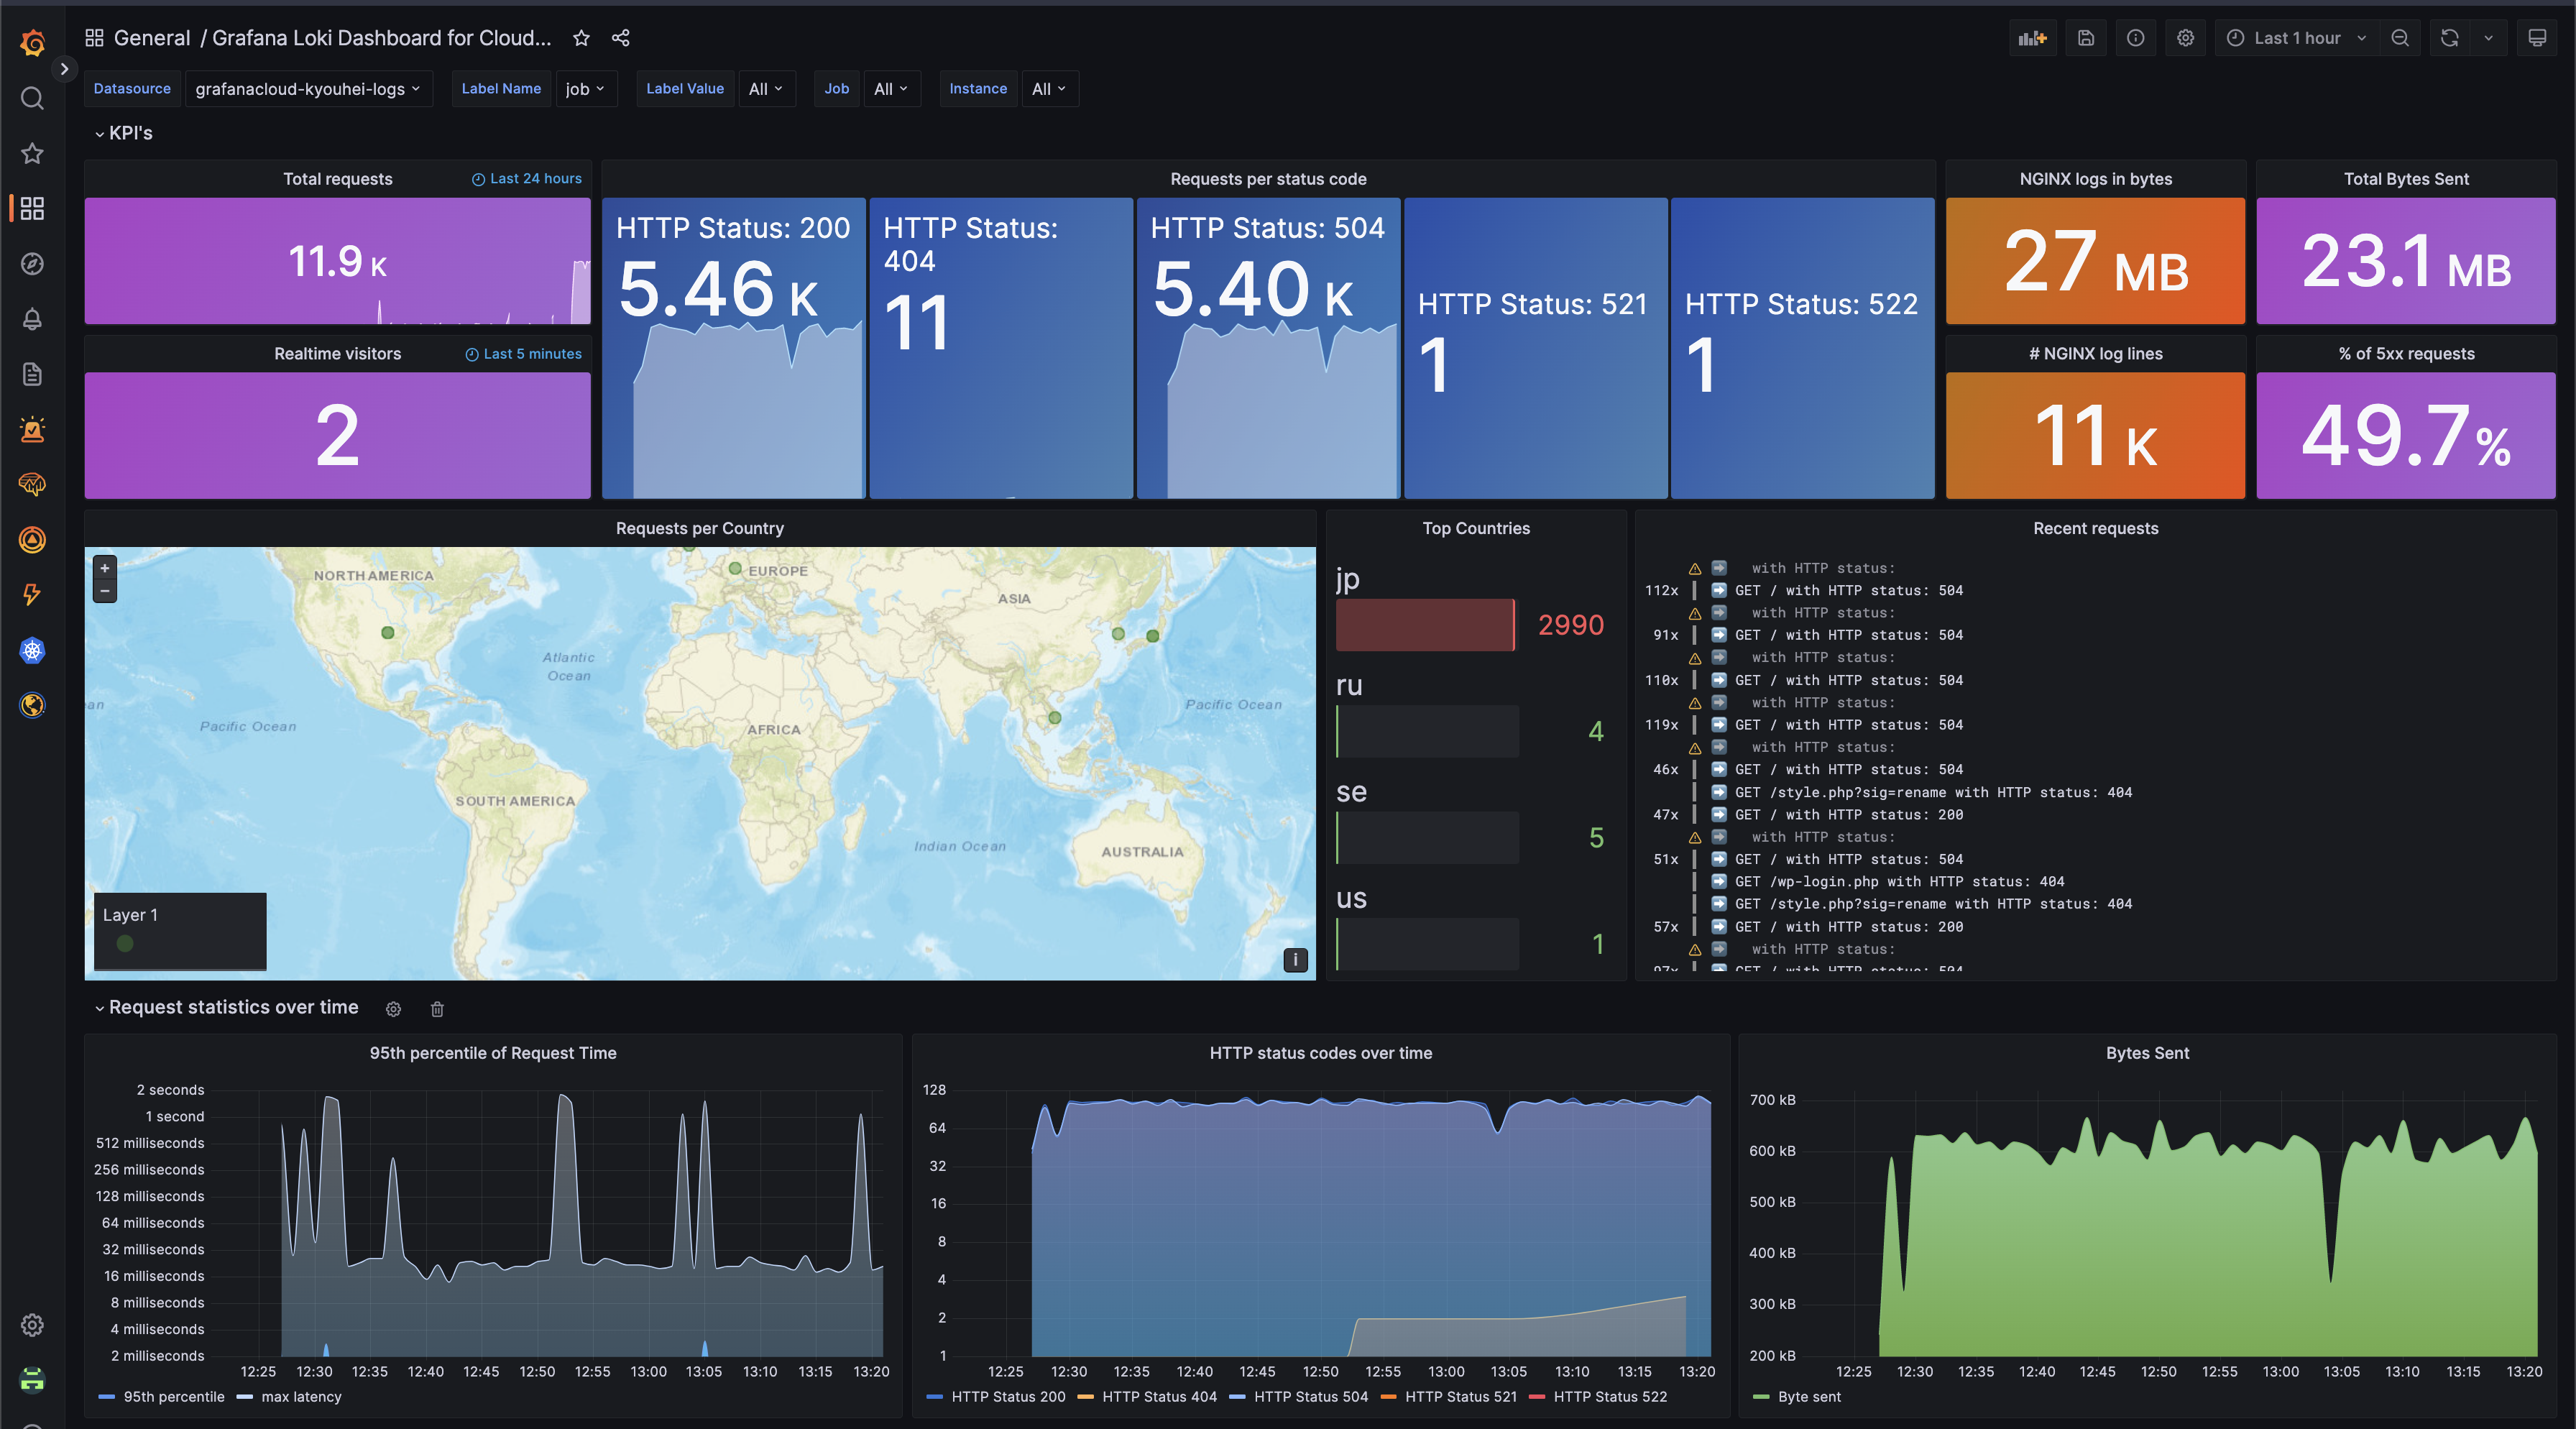 General / Grafana Loki Dashboard for Cloud...
Last 1 hour
Datasource grafanacloud-kyouhei-logs Label Name job Label Value All Job All Instance All
KPI's
Total requests Last 24 hours
11.9 K
Realtime visitors Last 5 minutes
2
Requests per status code
HTTP Status: 200
5.46 K
HTTP Status:
404
11
HTTP Status: 504
5.40 K
HTTP Status: 521
1
HTTP Status: 522
1
NGINX logs in bytes
27 MB
Total Bytes Sent
23.1 MB
# NGINX log lines
11 K
% of 5xx requests
49.7%
Requests per Country
+
−
NORTH AMERICA
EUROPE
ASIA
Atlantic
Ocean
Pacific Ocean
Pacific Ocean
an
AFRICA
SOUTH AMERICA
Indian Ocean
AUSTRALIA
Layer 1
i
Top Countries
jp
2990
ru
4
se
5
us
1
Recent requests
with HTTP status:
112x GET / with HTTP status: 504
with HTTP status:
91x GET / with HTTP status: 504
with HTTP status:
110x GET / with HTTP status: 504
with HTTP status:
119x GET / with HTTP status: 504
with HTTP status:
46x GET / with HTTP status: 504
GET /style.php?sig=rename with HTTP status: 404
47x GET / with HTTP status: 200
with HTTP status:
51x GET / with HTTP status: 504
GET /wp-login.php with HTTP status: 404
GET /style.php?sig=rename with HTTP status: 404
57x GET / with HTTP status: 200
with HTTP status:
97x GET / with HTTP status: 504
Request statistics over time
95th percentile of Request Time
2 seconds
1 second
512 milliseconds
256 milliseconds
128 milliseconds
64 milliseconds
32 milliseconds
16 milliseconds
8 milliseconds
4 milliseconds
2 milliseconds
12:25 12:30 12:35 12:40 12:45 12:50 12:55 13:00 13:05 13:10 13:15 13:20
95th percentile max latency
HTTP status codes over time
128
64
32
16
8
4
2
1
12:25 12:30 12:35 12:40 12:45 12:50 12:55 13:00 13:05 13:10 13:15 13:20
HTTP Status 200 HTTP Status 404 HTTP Status 504 HTTP Status 521 HTTP Status 522
Bytes Sent
700 kB
600 kB
500 kB
400 kB
300 kB
200 kB
12:25 12:30 12:35 12:40 12:45 12:50 12:55 13:00 13:05 13:10 13:15 13:20
Byte sent